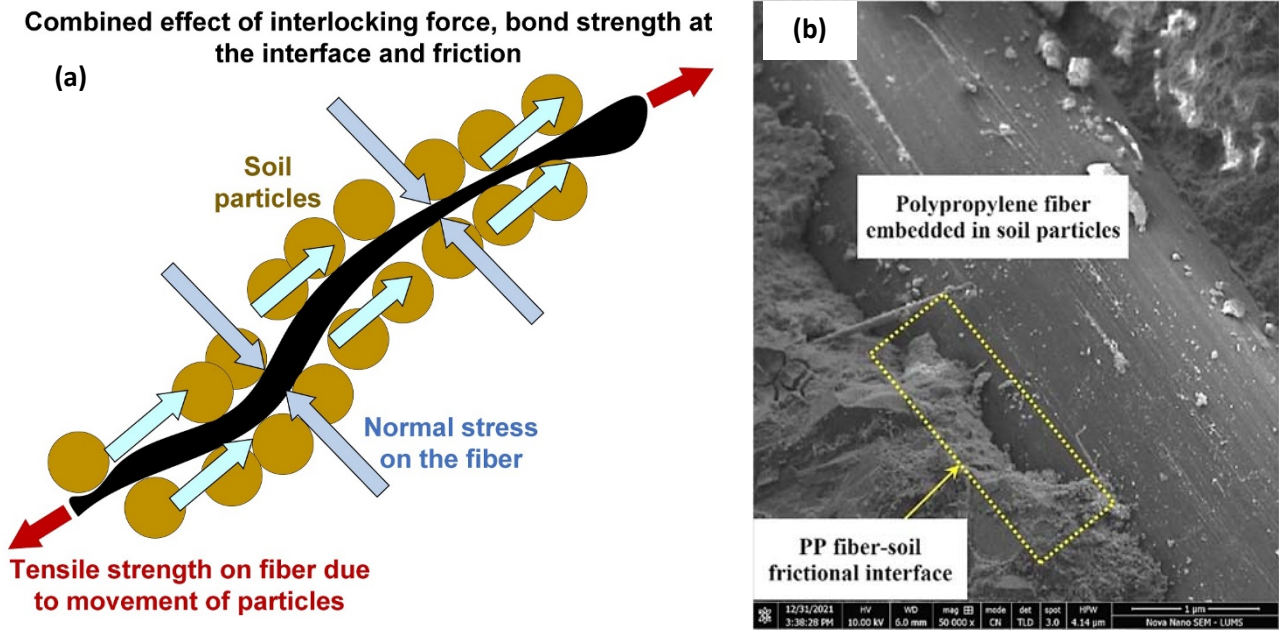 Combined effect of interlocking force, bond strength at
the interface and friction
(a)
Soil
particles
Normal stress
on the fiber
Tensile strength on fiber due
to movement of particles
(b)
Polypropylene fiber
embedded in soil particles
PP fiber-soil
frictional interface
12/31/2021
3:38:28 PM
HV
10.00 kV
WD
6.0 mm
mag
50 000 x
mode
CN
det
TLD
spot
3.0
HFW
4.14 µm
1 µm
Nova Nano SEM - LUMS